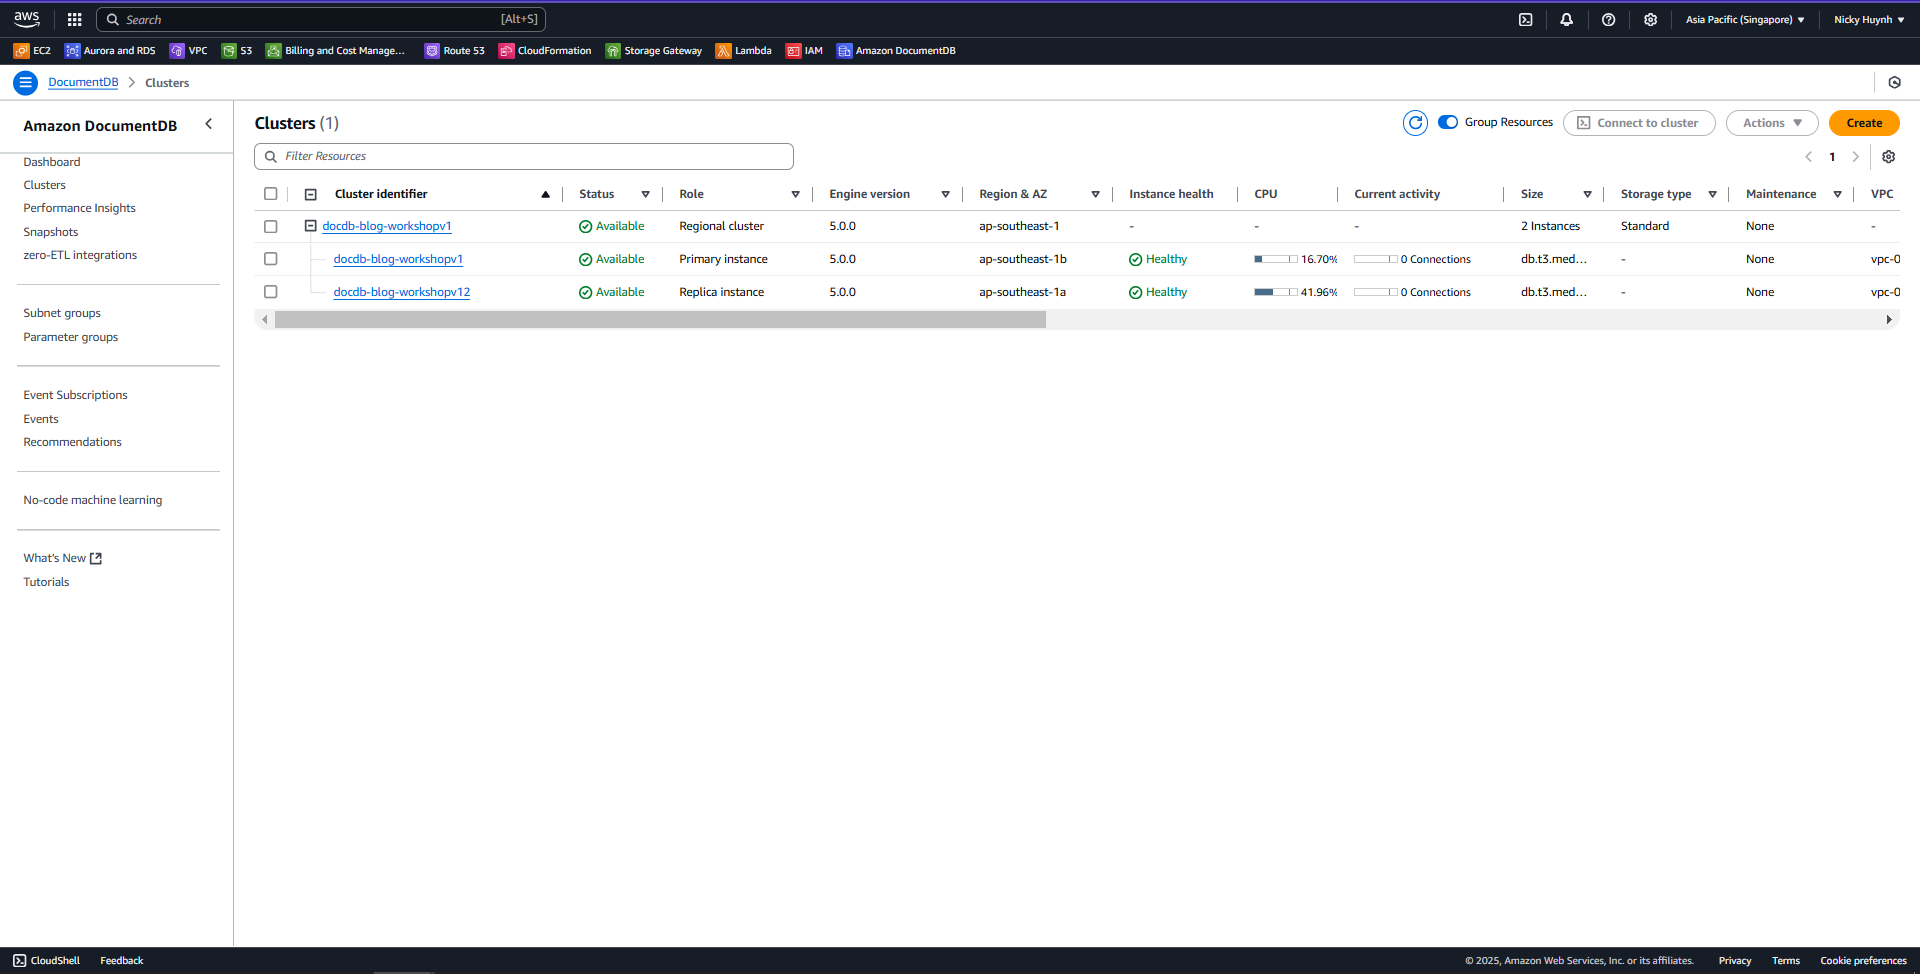 aws Search [Alt+S] Asia Pacific (Singapore) Nicky Huynh
EC2 Aurora and RDS VPC S3 Billing and Cost Manage... Route 53 CloudFormation Storage Gateway Lambda IAM Amazon DocumentDB
DocumentDB Clusters
Amazon DocumentDB
Dashboard
Clusters
Performance Insights
Snapshots
zero-ETL integrations
Subnet groups
Parameter groups
Event Subscriptions
Events
Recommendations
No-code machine learning
What's New
Tutorials
Clusters (1) Group Resources Connect to cluster Actions Create
Filter Resources 1
Cluster identifier Status Role Engine version Region & AZ Instance health CPU Current activity Size Storage type Maintenance VPC
docdb-blog-workshopv1 Available Regional cluster 5.0.0 ap-southeast-1 - - - 2 Instances Standard None -
docdb-blog-workshopv1 Available Primary instance 5.0.0 ap-southeast-1b Healthy 16.70% 0 Connections db.t3.med... - None vpc-0
docdb-blog-workshopv12 Available Replica instance 5.0.0 ap-southeast-1a Healthy 41.96% 0 Connections db.t3.med... - None vpc-0
CloudShell Feedback © 2025, Amazon Web Services, Inc. or its affiliates. Privacy Terms Cookie preferences